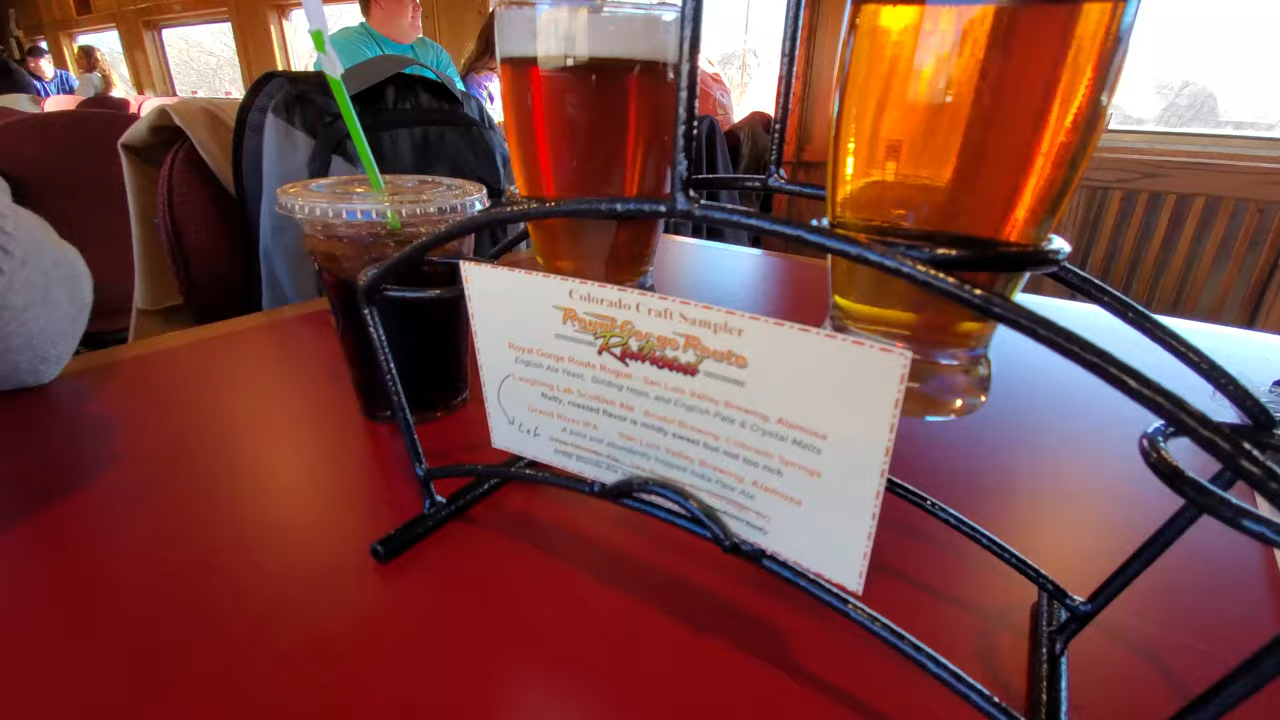 Colorado Craft Sampler
Royal Gorge Route
Railroad
Royal Gorge Route Rogue - San Luis Valley Brewing, Alamosa
English Ale Yeast, Golding Hops, and English Pale & Crystal Malts
Laughing Lab Scottish Ale - Bristol Brewing, Colorado Springs
Nutty, roasted flavor is mildly sweet but not too rich
Grand River IPA - San Luis Valley Brewing, Alamosa
A bold and abundantly hopped India Pale Ale